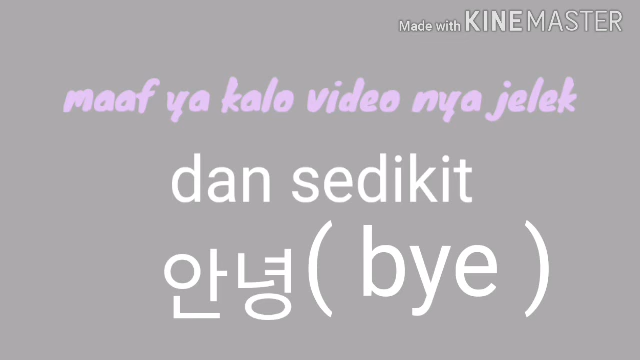 Made with KINEMASTER
maaf ya kalo video nya jelek
dan sedikit
안녕( bye )